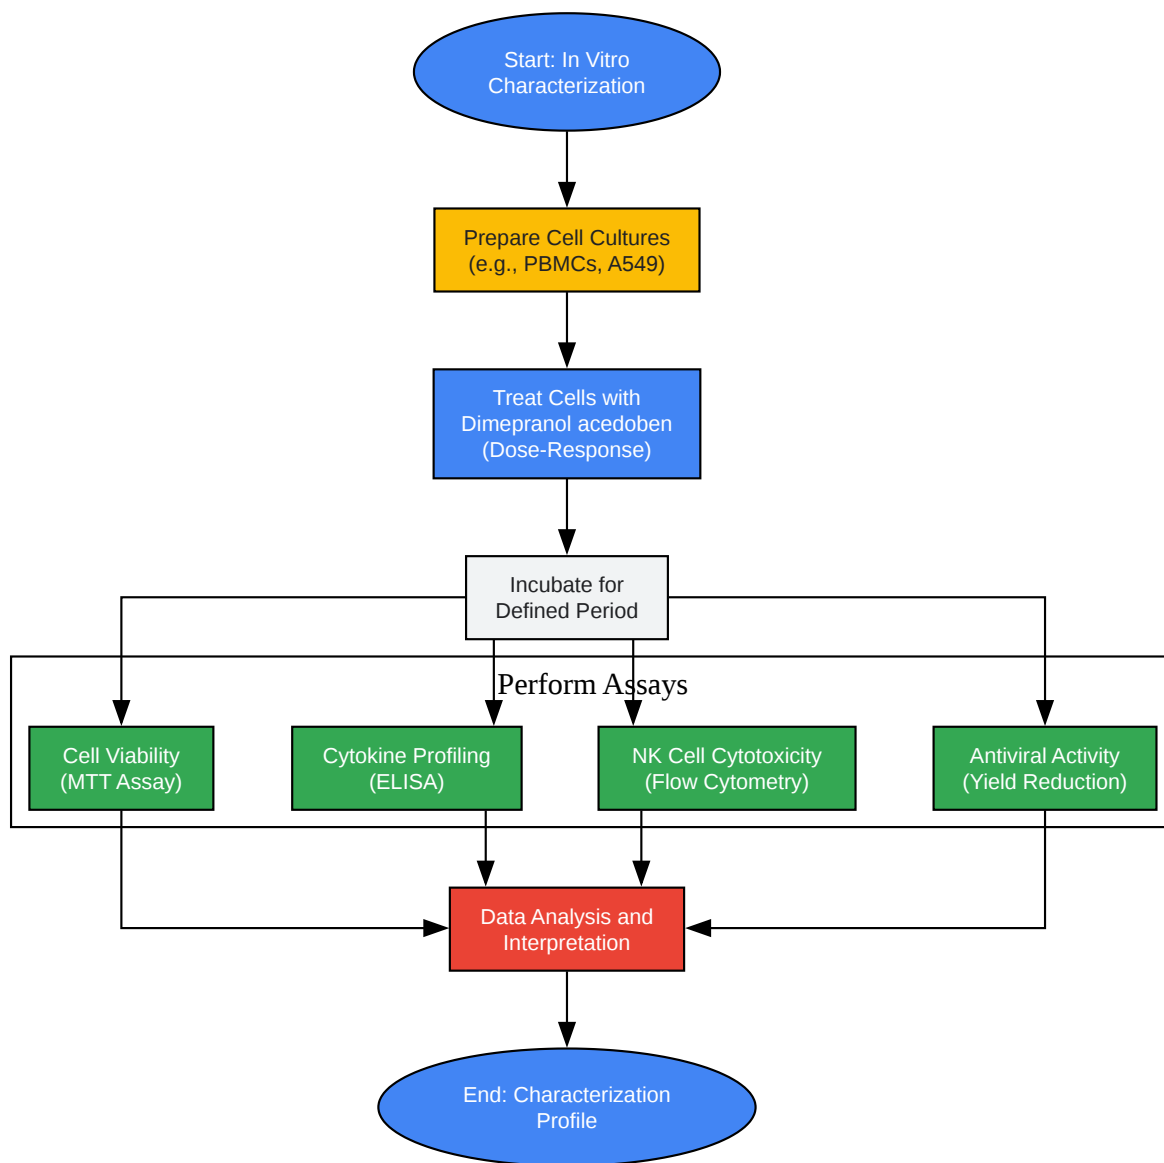 Start: In Vitro
Characterization
Prepare Cell Cultures
(e.g., PBMCs, A549)
Treat Cells with
Dimepranol acedoben
(Dose-Response)
Incubate for
Defined Period
Perform Assays
Cell Viability
(MTT Assay)
Cytokine Profiling
(ELISA)
NK Cell Cytotoxicity
(Flow Cytometry)
Antiviral Activity
(Yield Reduction)
Data Analysis and
Interpretation
End: Characterization
Profile